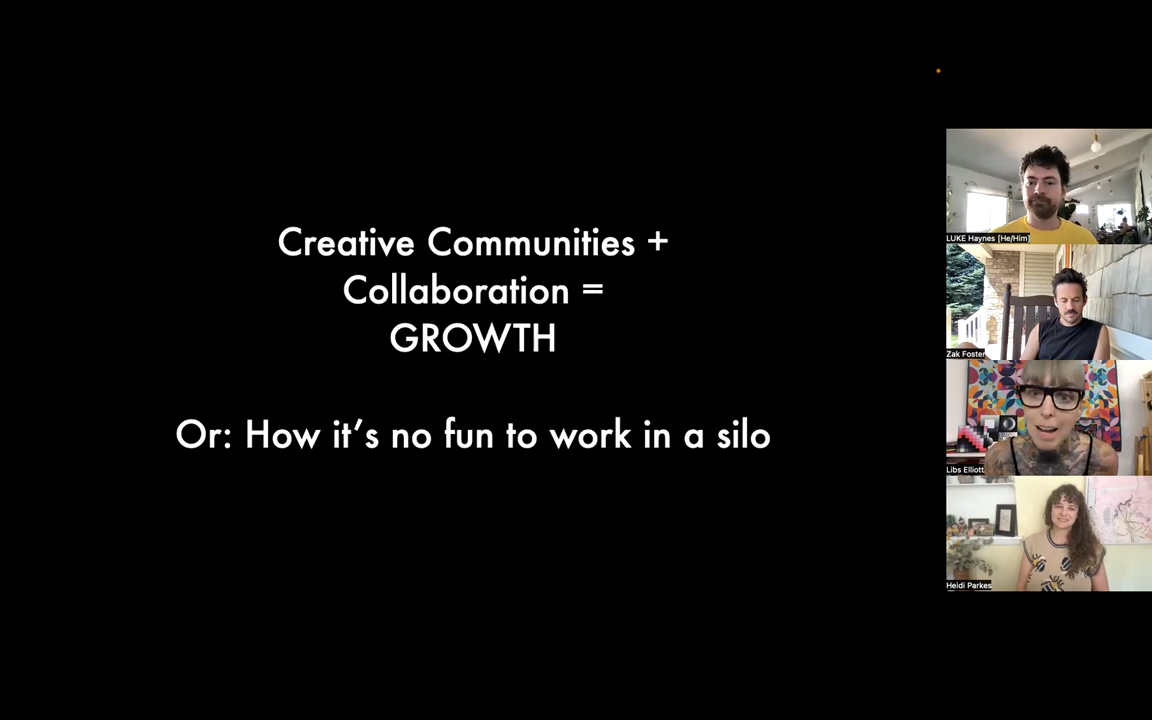 Creative Communities +
Collaboration =
GROWTH
Or: How it’s no fun to work in a silo
LUKE Haynes [He/Him]
Zak Foster
Libs Elliott
Heidi Parkes